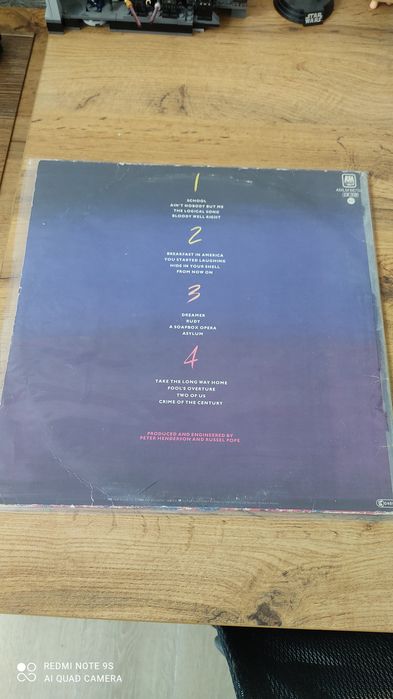 STAR
WARS
A&M
1
SCHOOL
AIN'T NOBODY BUT ME
THE LOGICAL SONG
BLOODY WELL RIGHT
2
BREAKFAST IN AMERICA
YOU STARTED LAUGHING
HIDE IN YOUR SHELL
FROM NOW ON
3
DREAMER
RUDY
A SOAPBOX OPERA
ASYLUM
4
TAKE THE LONG WAY HOME
FOOL'S OVERTURE
TWO OF US
CRIME OF THE CENTURY
PRODUCED AND ENGINEERED BY
PETER HENDERSON AND RUSSEL POPE
REDMI NOTE 9S
AI QUAD CAMERA